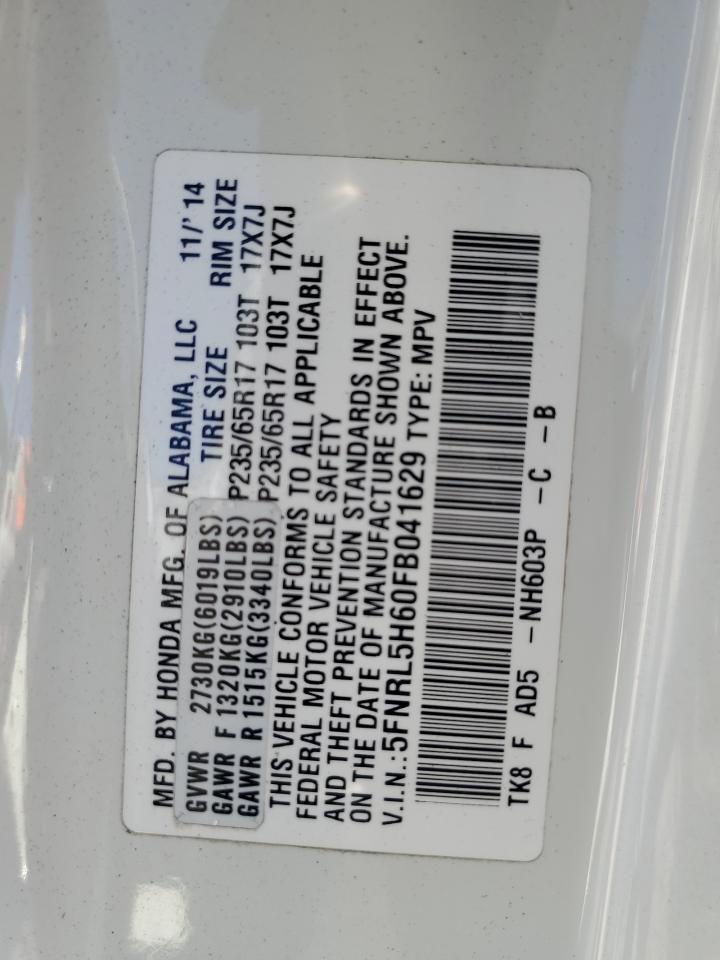 MFD. BY HONDA MFG. OF ALABAMA, LLC 11/' 14
GVWR 2730KG(6019LBS) TIRE SIZE RIM SIZE
GAWR F 1320KG(2910LBS) P235/65R17 103T 17X7J
GAWR R 1515KG(3340LBS) P235/65R17 103T 17X7J
THIS VEHICLE CONFORMS TO ALL APPLICABLE
FEDERAL MOTOR VEHICLE SAFETY
AND THEFT PREVENTION STANDARDS IN EFFECT
ON THE DATE OF MANUFACTURE SHOWN ABOVE.
V.I.N.:5FNRL5H60FB041629 TYPE: MPV
TK8 F AD5 -NH603P -C -B